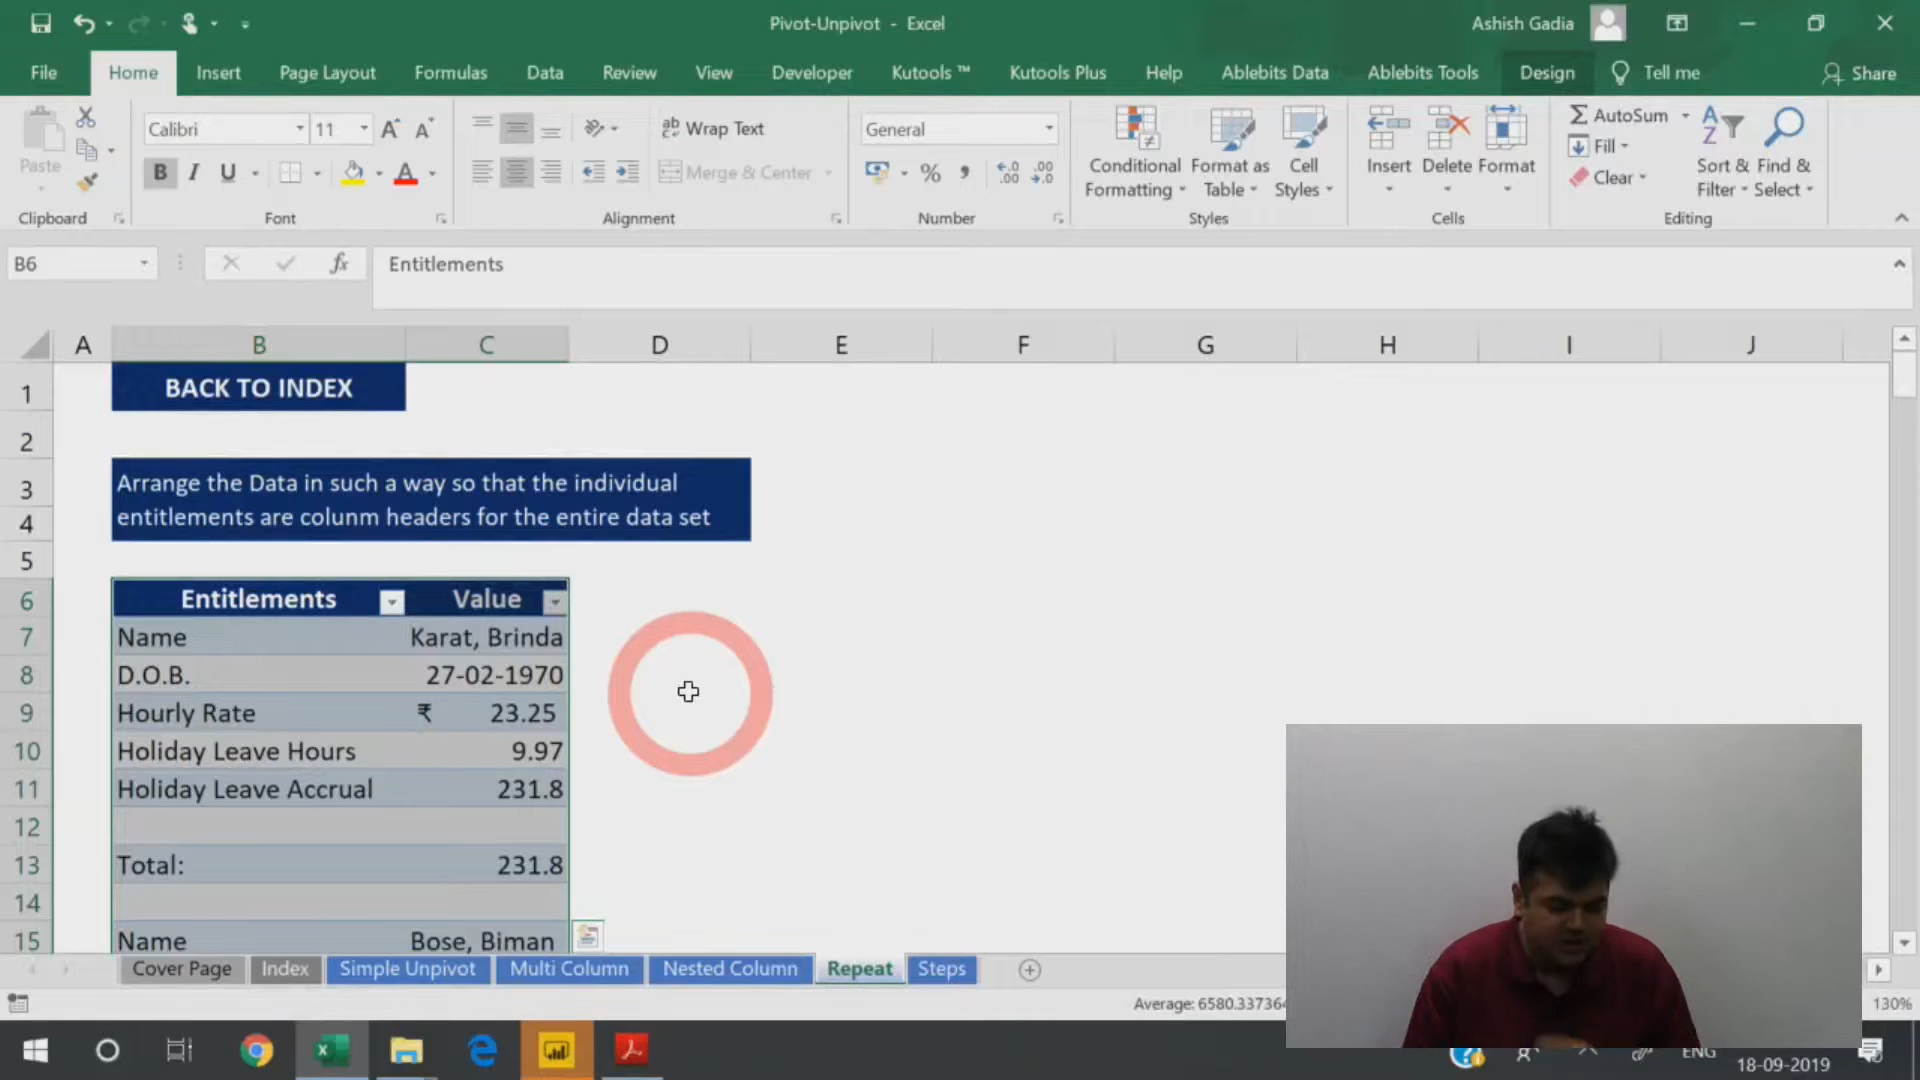 Pivot-Unpivot - Excel
Ashish Gadia
File Home Insert Page Layout Formulas Data Review View Developer Kutools ™ Kutools Plus Help Ablebits Data Ablebits Tools Design Tell me Share
Paste
Clipboard
Calibri 11
B I U
Font
Wrap Text
Merge & Center
Alignment
General
Number
Conditional Formatting
Format as Table
Cell Styles
Styles
Insert Delete Format
Cells
AutoSum
Fill
Clear
Sort & Filter
Find & Select
Editing
B6 fx Entitlements
A B C D E F G H I J
1 BACK TO INDEX
2
3 Arrange the Data in such a way so that the individual
4 entitlements are colunm headers for the entire data set
5
6 Entitlements Value
7 Name Karat, Brinda
8 D.O.B. 27-02-1970
9 Hourly Rate ₹ 23.25
10 Holiday Leave Hours 9.97
11 Holiday Leave Accrual 231.8
12
13 Total: 231.8
14
15 Name Bose, Biman
Cover Page Index Simple Unpivot Multi Column Nested Column Repeat Steps
Average: 6580.33736
130%
ENG
18-09-2019